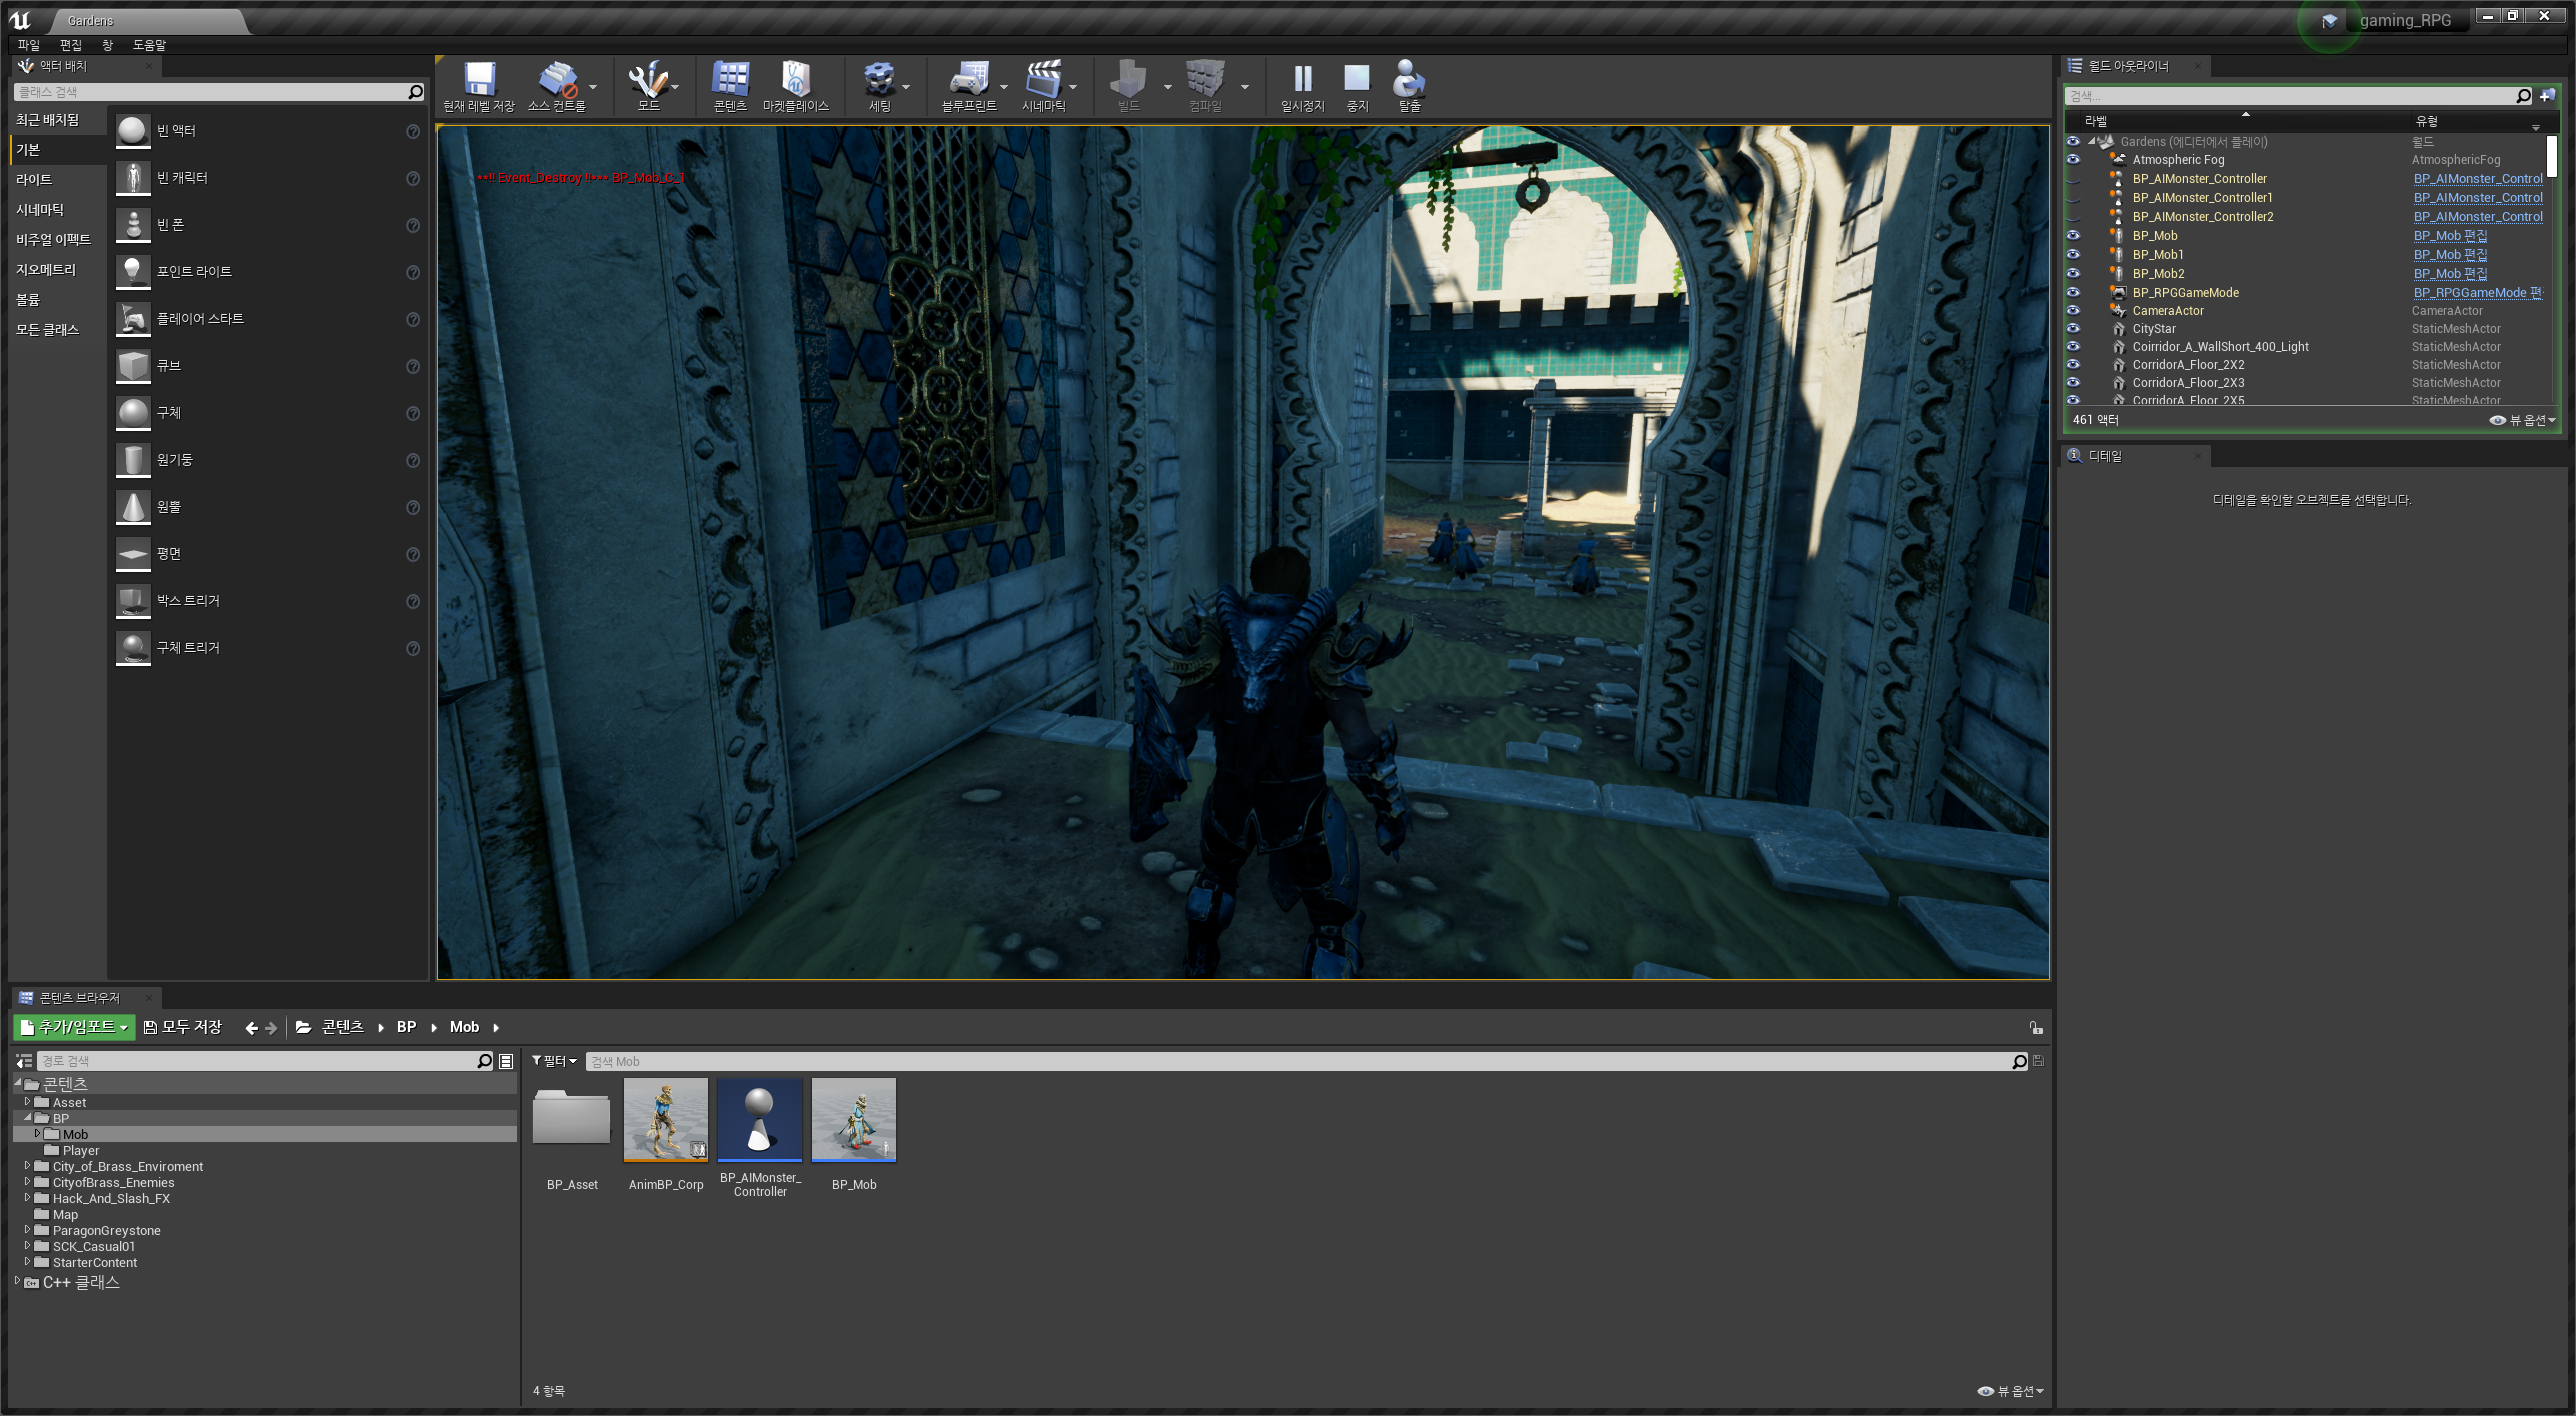 Gardens
gaming_RPG
파일 편집 창 도움말
액터 배치
클래스 검색
최근 배치됨
기본
라이트
시네마틱
비주얼 이펙트
지오메트리
볼륨
모든 클래스
빈 액터
빈 캐릭터
빈 폰
포인트 라이트
플레이어 스타트
큐브
구체
원기둥
원뿔
평면
박스 트리거
구체 트리거
현재 레벨 저장 소스 컨트롤 모드 콘텐츠 마켓플레이스 세팅 블루프린트 시네마틱 빌드 컴파일 일시정지 중지 탈출
**!! Event_Destroy !!*** BP_Mob_C_1
월드 아웃라이너
검색...
라벨 유형
Gardens (에디터에서 플레이) 월드
Atmospheric Fog AtmosphericFog
BP_AIMonster_Controller BP_AIMonster_Control
BP_AIMonster_Controller1 BP_AIMonster_Control
BP_AIMonster_Controller2 BP_AIMonster_Control
BP_Mob BP_Mob 편집
BP_Mob1 BP_Mob 편집
BP_Mob2 BP_Mob 편집
BP_RPGGameMode BP_RPGGameMode 편
CameraActor CameraActor
CityStar StaticMeshActor
Coirridor_A_WallShort_400_Light StaticMeshActor
CorridorA_Floor_2X2 StaticMeshActor
CorridorA_Floor_2X3 StaticMeshActor
CorridorA_Floor_2X5 StaticMeshActor
461 액터 뷰 옵션
디테일
디테일을 확인할 오브젝트를 선택합니다.
콘텐츠 브라우저
추가/임포트 모두 저장 콘텐츠 BP Mob
경로 검색
콘텐츠
Asset
BP
Mob
Player
City_of_Brass_Enviroment
CityofBrass_Enemies
Hack_And_Slash_FX
Map
ParagonGreystone
SCK_Casual01
StarterContent
C++ 클래스
필터 검색 Mob
BP_Asset AnimBP_Corp BP_AIMonster_
Controller BP_Mob
4 항목 뷰 옵션